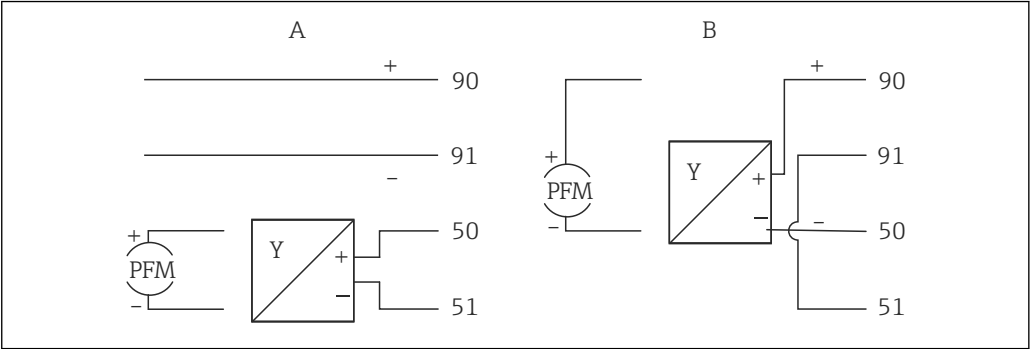 A
+ 90
91
−
+ 50
Y +
PFM
− − 51
B
+ 90
91
+ Y
PFM +
− − − 50
51